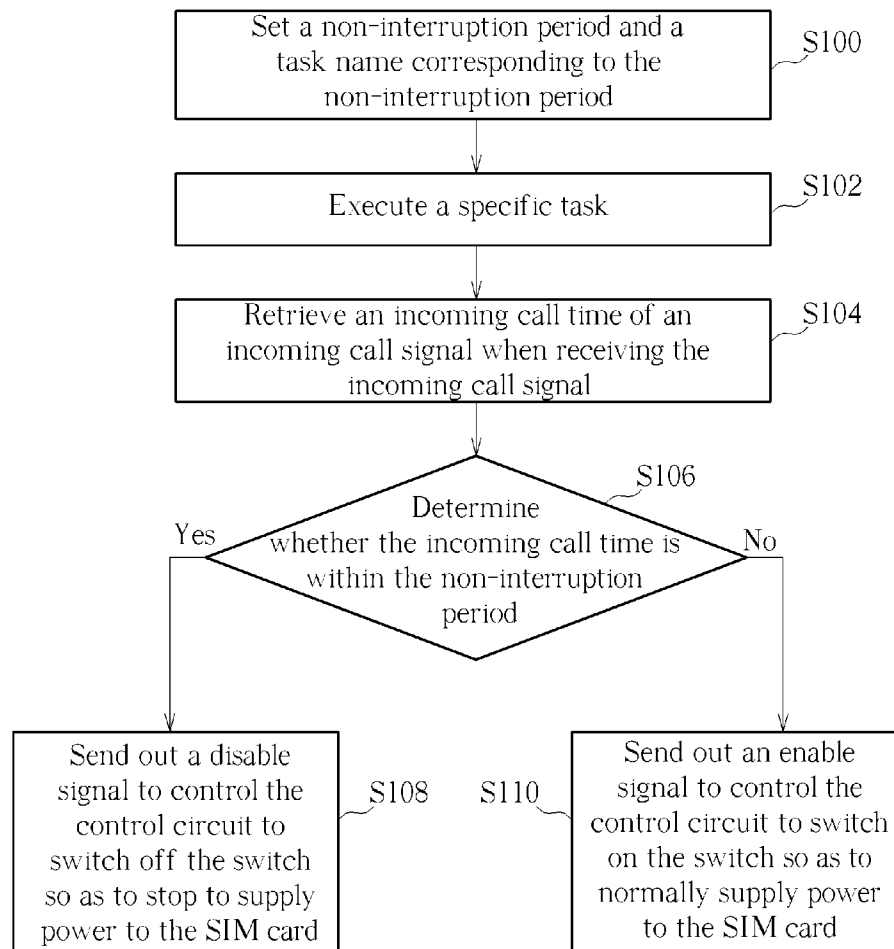 Set a non-interruption period and a
task name corresponding to the
non-interruption period
S100
Execute a specific task
S102
Retrieve an incoming call time of an
incoming call signal when receiving the
incoming call signal
S104
S106
Determine
whether the incoming call time is
within the non-interruption
period
Yes
No
Send out a disable
signal to control the
control circuit to
switch off the switch
so as to stop to supply
power to the SIM card
S108
S110
Send out an enable
signal to control the
control circuit to switch
on the switch so as to
normally supply power
to the SIM card